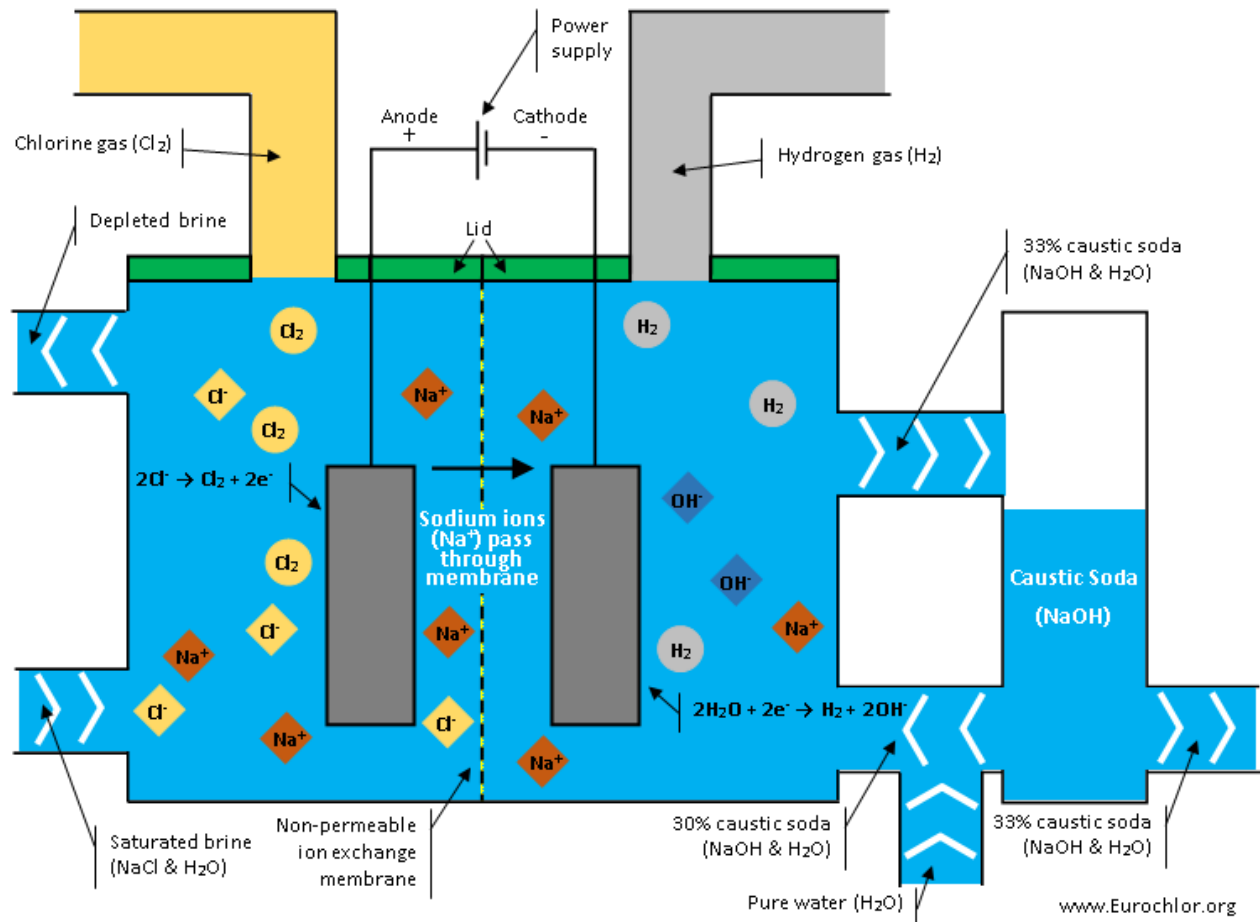 Power
supply
Anode
+
Cathode
-
Chlorine gas (Cl₂)
Hydrogen gas (H₂)
Depleted brine
Lid
33% caustic soda
(NaOH & H₂O)
Cl₂
H₂
Cl⁻
Na⁺
Na⁺
H₂
Cl₂
2Cl⁻ → Cl₂ + 2e⁻
OH⁻
Sodium ions
(Na⁺) pass
through
membrane
Cl₂
OH⁻
Caustic Soda
(NaOH)
Cl⁻
Na⁺
Na⁺
Na⁺
H₂
Cl⁻
Cl⁻
2H₂O + 2e⁻ → H₂ + 2OH⁻
Na⁺
Na⁺
Saturated brine
(NaCl & H₂O)
Non-permeable
ion exchange
membrane
30% caustic soda
(NaOH & H₂O)
33% caustic soda
(NaOH & H₂O)
Pure water (H₂O)
www.Eurochlor.org